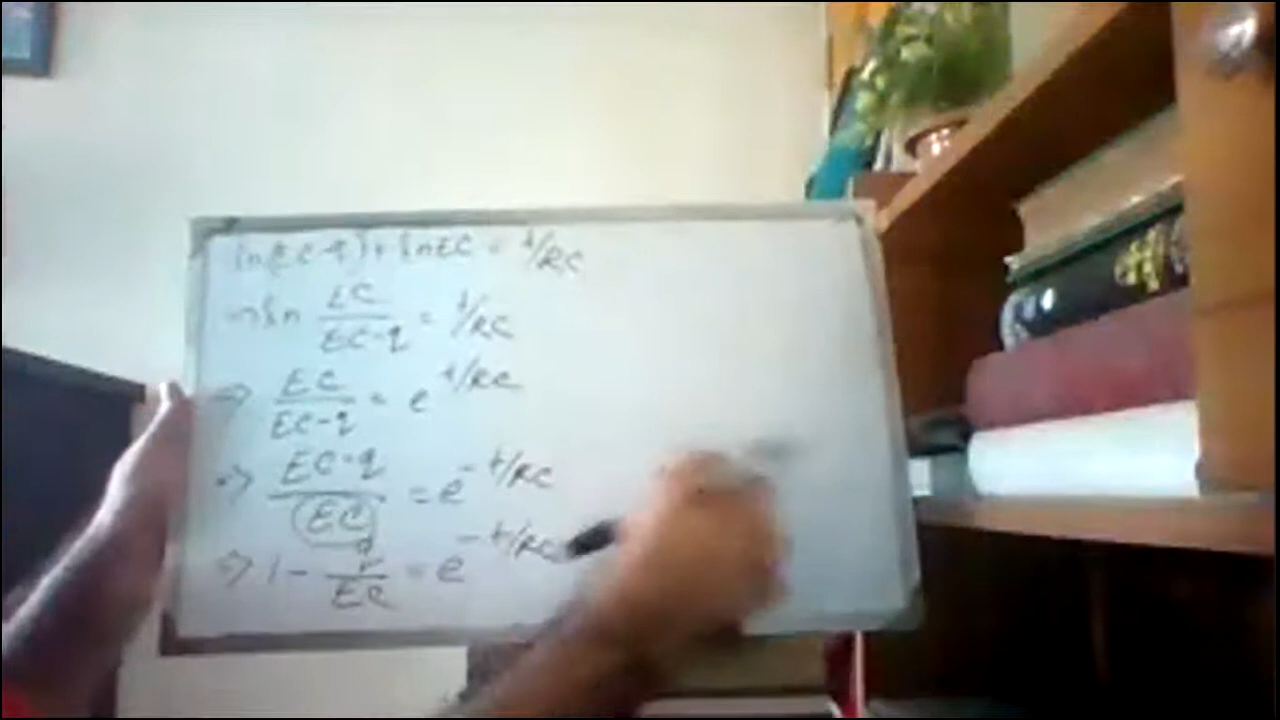 ln(EC-q)+lnEC = t/RC
⇒ ln EC/EC-q = t/RC
⇒ EC/EC-q = e^t/RC
⇒ EC-q/EC = e^-t/RC
⇒ 1 - q/EC = e^-t/RC